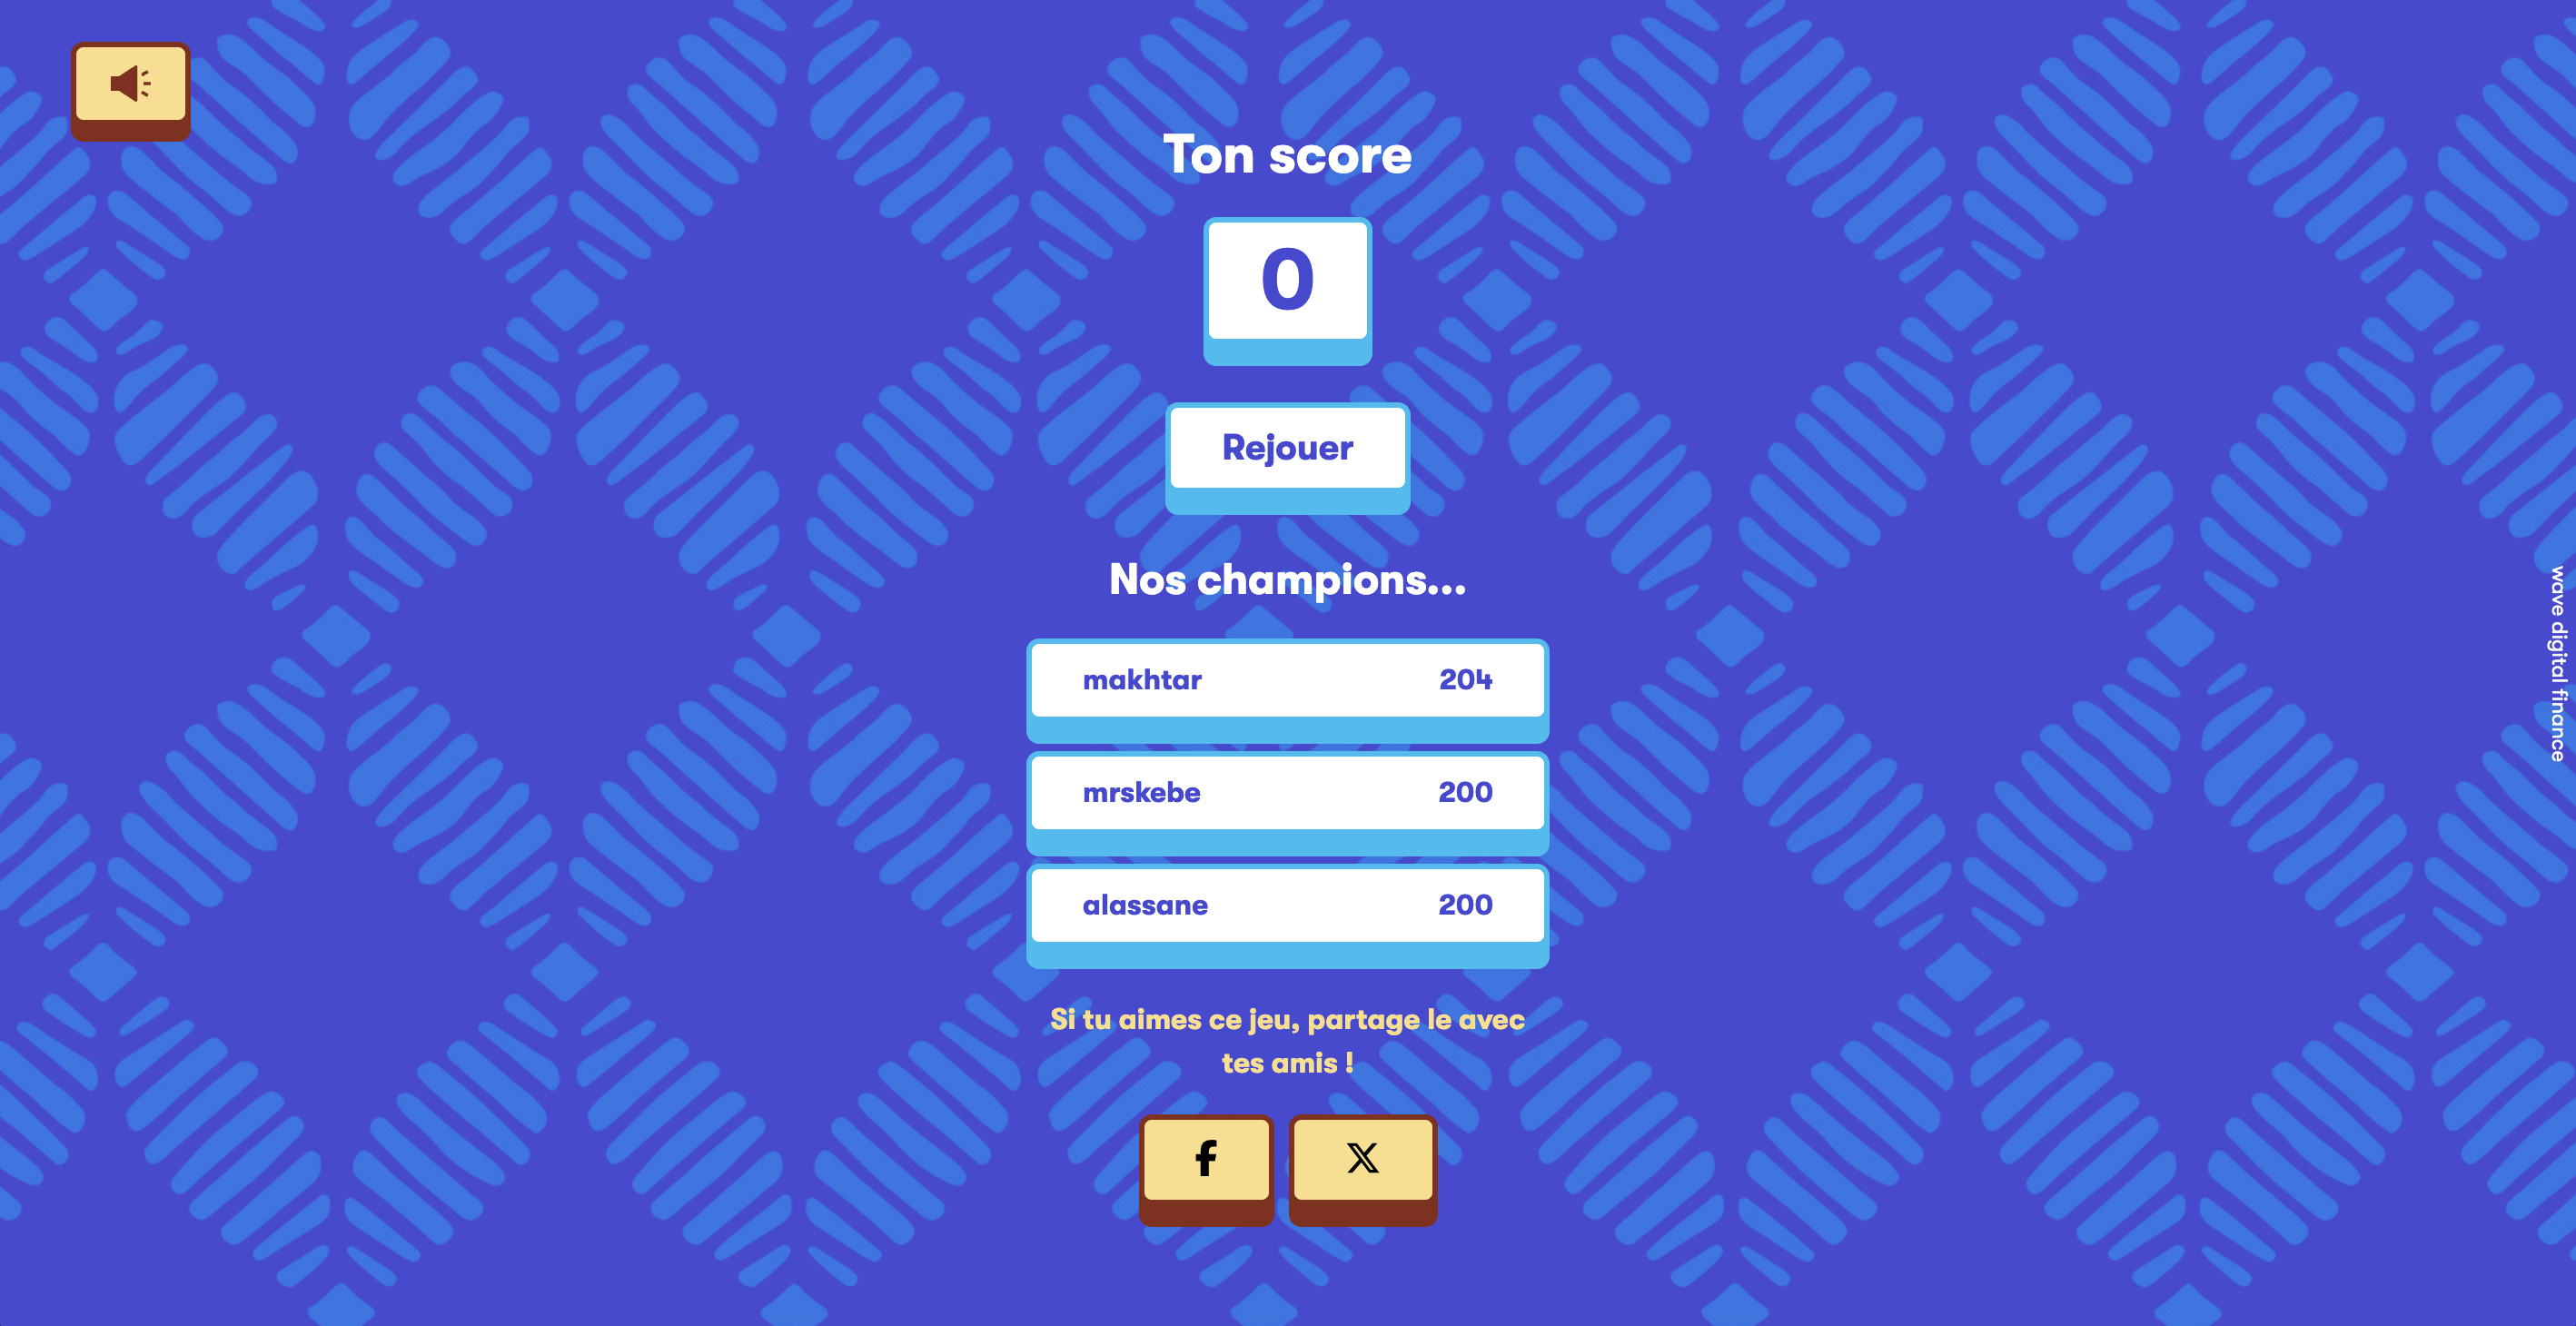 Ton score
0
Rejouer
Nos champions...
makhtar 204
mrskebe 200
alassane 200
Si tu aimes ce jeu, partage le avec
tes amis !
wave digital finance